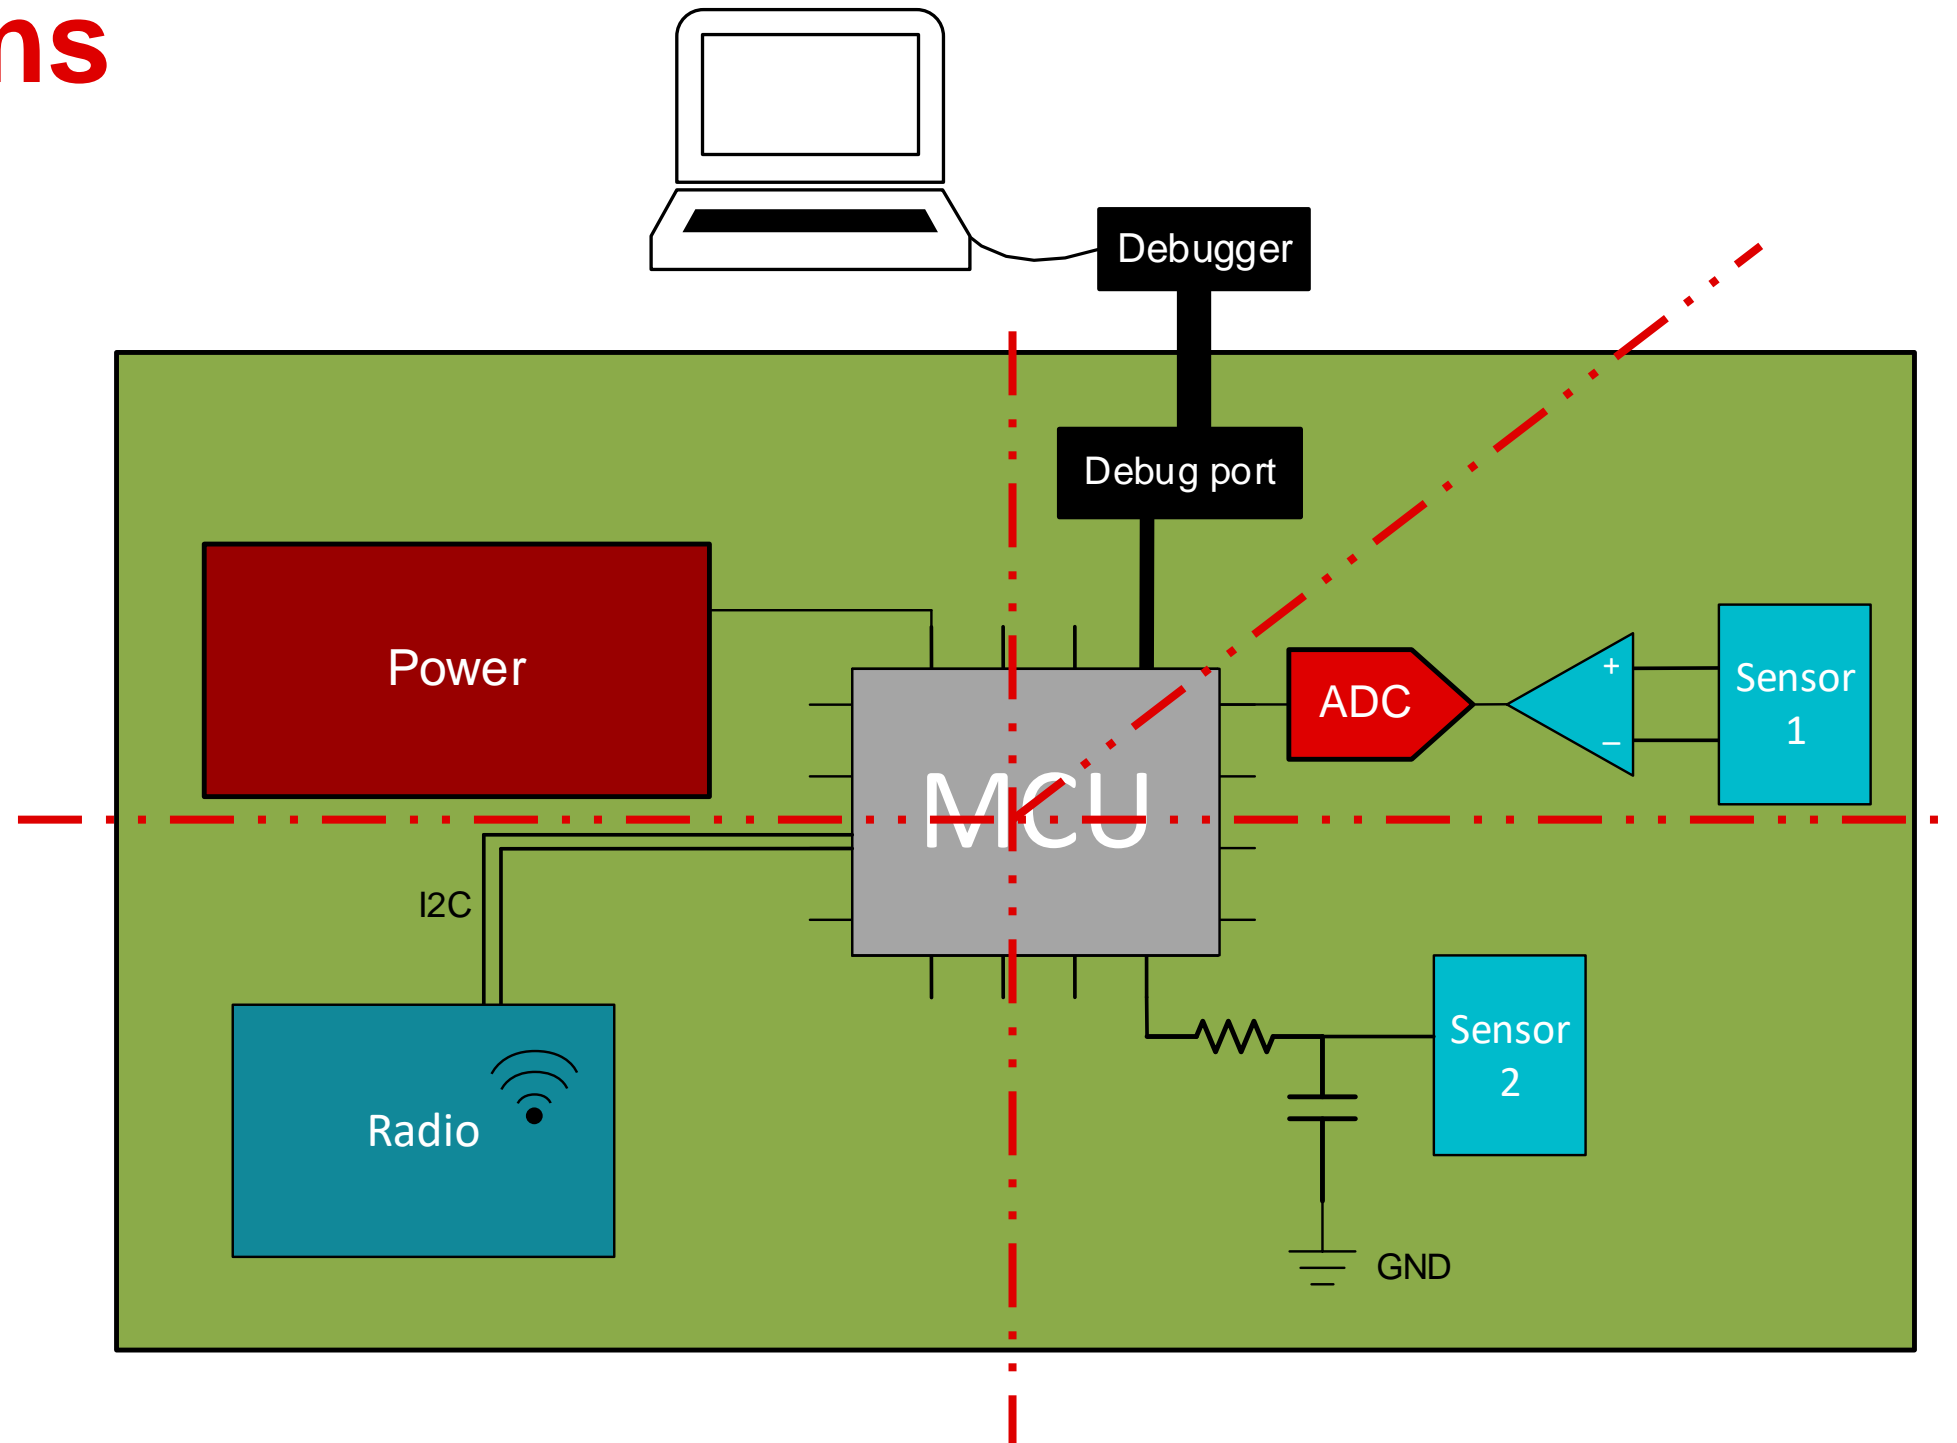 ns
Debugger
Debug port
Power
ADC
+
−
Sensor
1
MCU
I2C
Radio
Sensor
2
GND